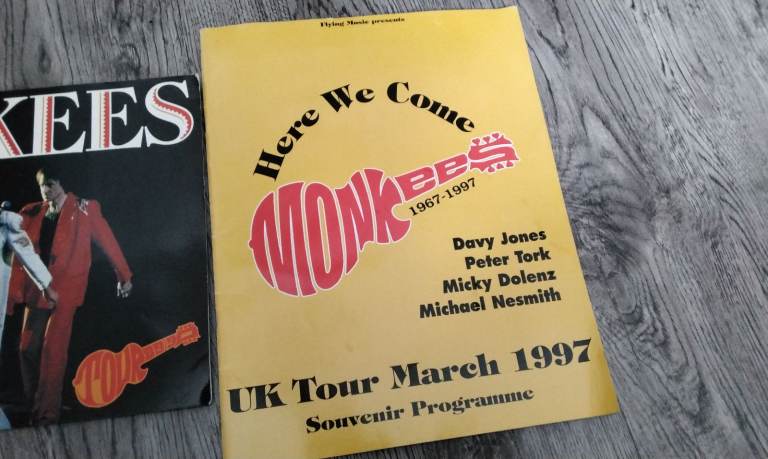 KEES
TOUR
Flying Music presents
Here We Come
MONKEES
1967-1997
Davy Jones
Peter Tork
Micky Dolenz
Michael Nesmith
UK Tour March 1997
Souvenir Programme